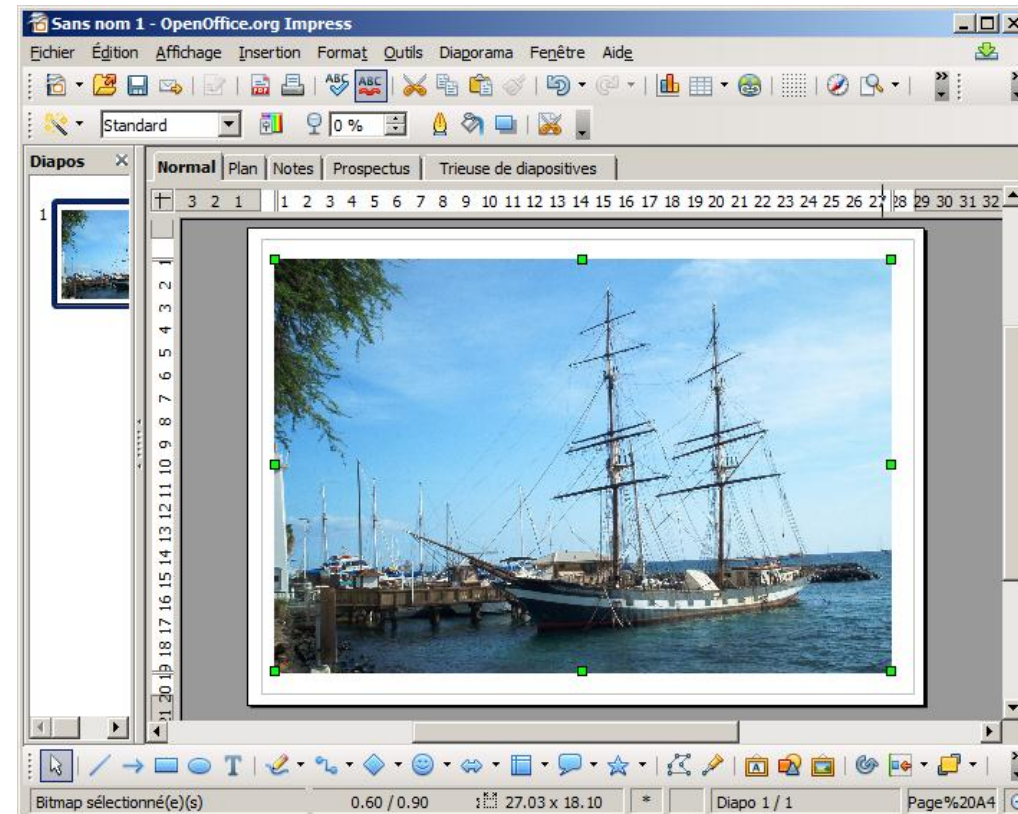 Sans nom 1 - OpenOffice.org Impress
Fichier Édition Affichage Insertion Format Outils Diaporama Fenêtre Aide
ABC ABC
Standard 0 %
Diapos
Normal Plan Notes Prospectus Trieuse de diapositives
3 2 1 1 2 3 4 5 6 7 8 9 10 11 12 13 14 15 16 17 18 19 20 21 22 23 24 25 26 27 28 29 30 31 32
1
1 2 3 4 5 6 7 8 9 10 11 12 13 14 15 16 17 18 19 20 21
T
A
Bitmap sélectionné(e)(s) 0.60 / 0.90 27.03 x 18.10 * Diapo 1 / 1 Page%20A4